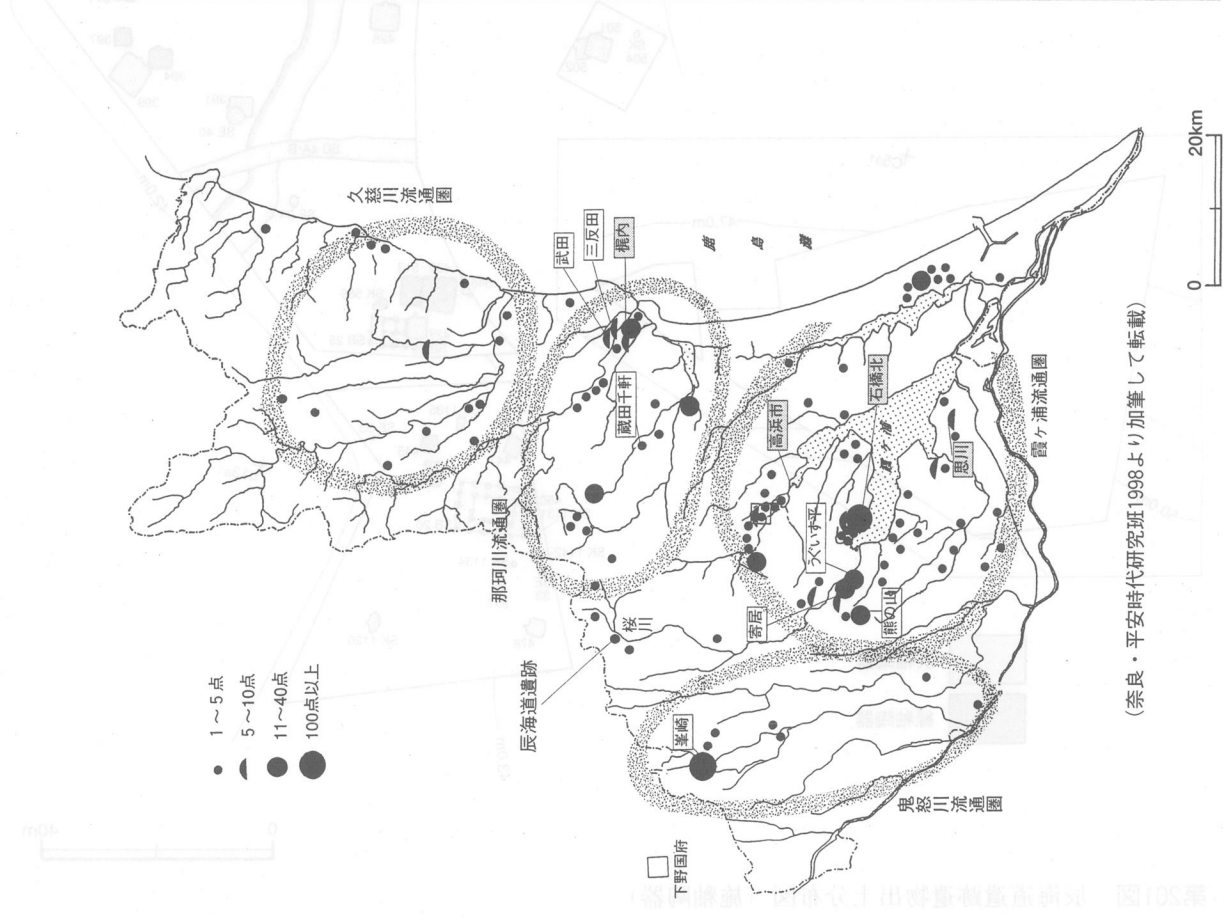 久慈川流通圏
武田
三反田
梶内
鹿島灘
蔵田千軒
那珂川流通圏
高浜市
石橋北
霞ヶ浦
思川
霞ヶ浦流通圏
うぐいす平
寄居
熊の山
桜川
辰海道遺跡
峯崎
鬼怒川流通圏
下野国府
1～5点
5～10点
11～40点
100点以上
0 20km
(奈良・平安時代研究班1998より加筆して転載)